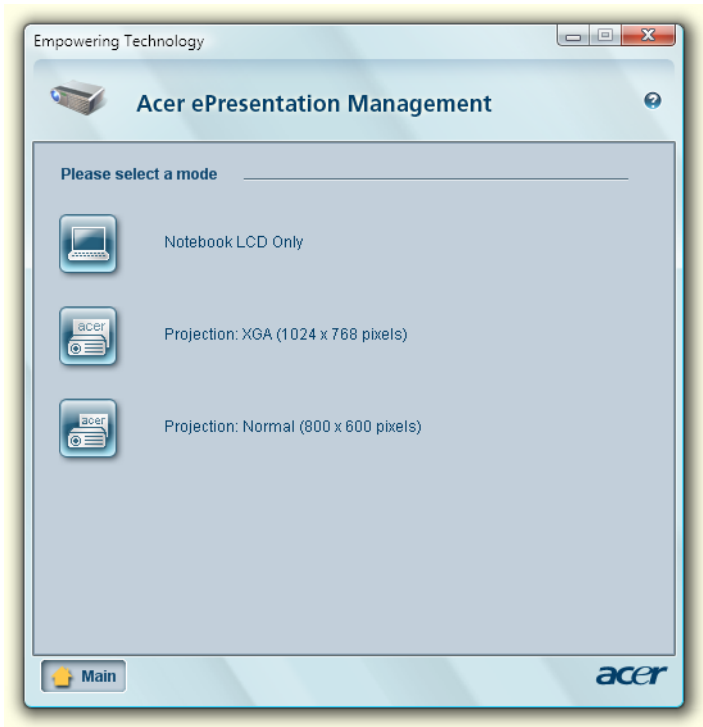 Empowering Technology
Acer ePresentation Management
Please select a mode
Notebook LCD Only
acer
Projection: XGA (1024 x 768 pixels)
acer
Projection: Normal (800 x 600 pixels)
Main
acer